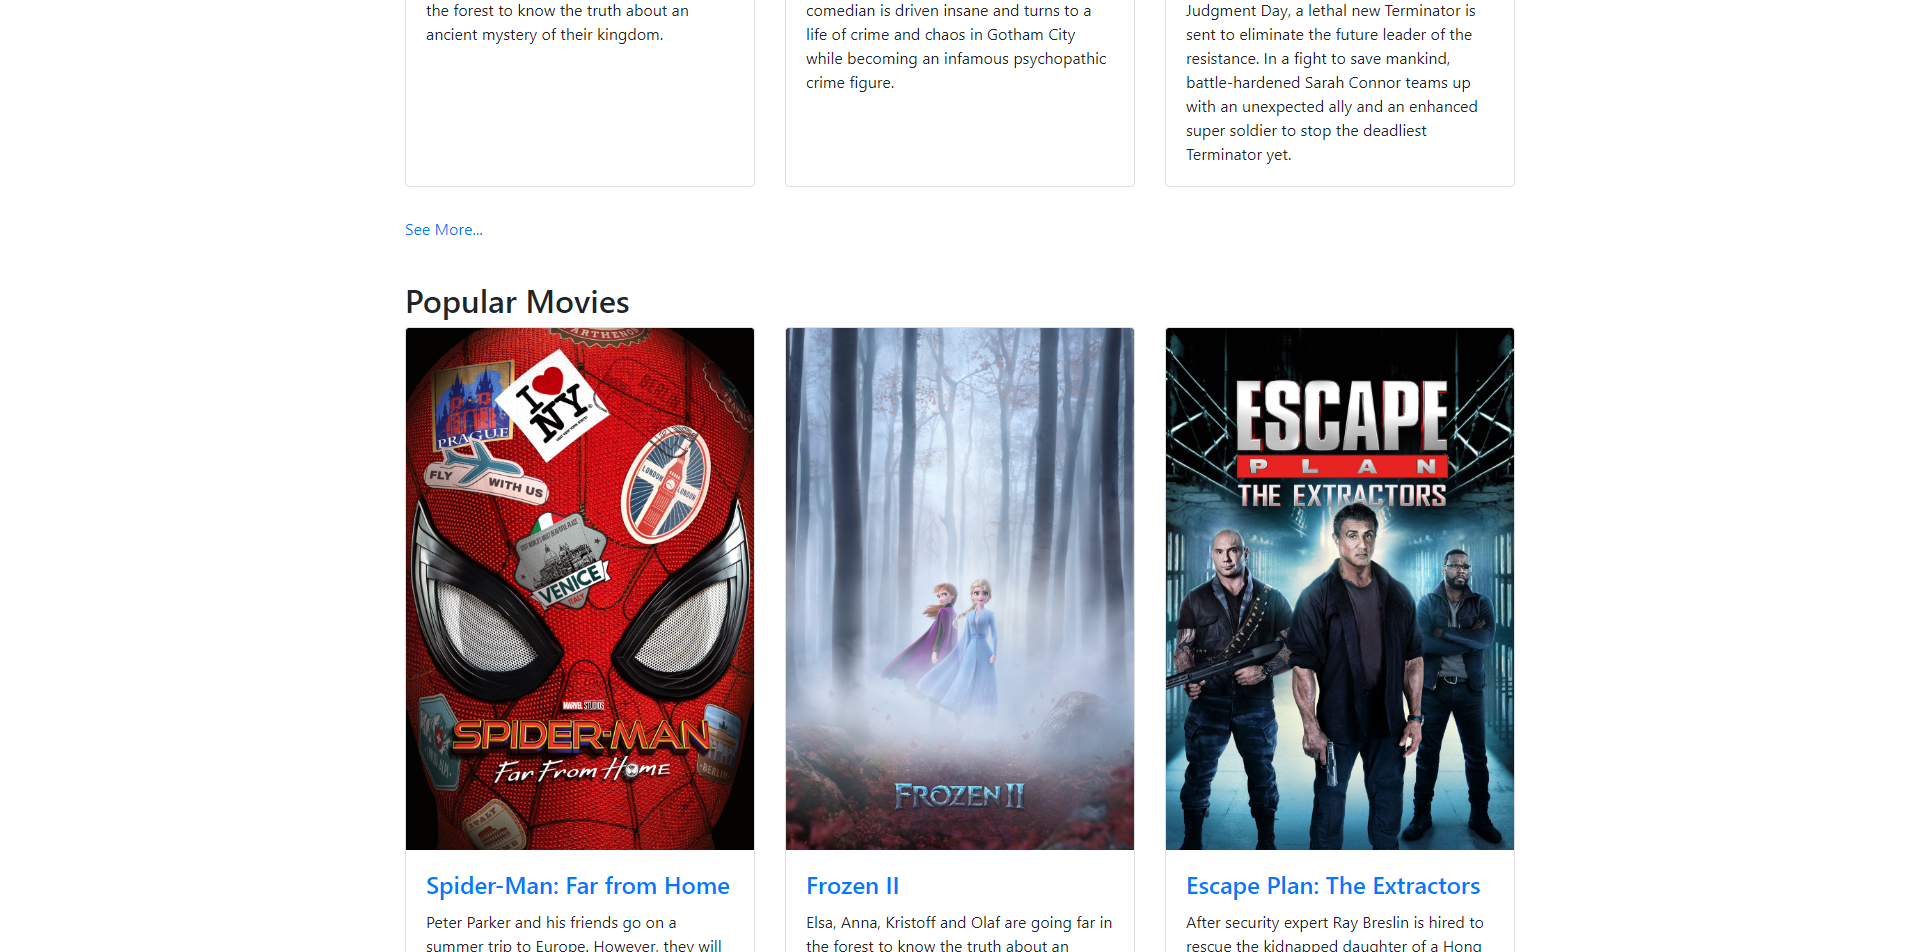 the forest to know the truth about an
ancient mystery of their kingdom.
comedian is driven insane and turns to a
life of crime and chaos in Gotham City
while becoming an infamous psychopathic
crime figure.
Judgment Day, a lethal new Terminator is
sent to eliminate the future leader of the
resistance. In a fight to save mankind,
battle-hardened Sarah Connor teams up
with an unexpected ally and an enhanced
super soldier to stop the deadliest
Terminator yet.
See More...
Popular Movies
PRAGUE
I
NY
FLY
WITH US
LONDON
LONDON
VENICE
ITALY
MARVEL STUDIOS
SPIDER-MAN
Far From Home
BERLIN
ITALY
FROZEN II
ESCAPE
PLAN
THE EXTRACTORS
Spider-Man: Far from Home
Peter Parker and his friends go on a
summer trip to Europe. However, they will
Frozen II
Elsa, Anna, Kristoff and Olaf are going far in
the forest to know the truth about an
Escape Plan: The Extractors
After security expert Ray Breslin is hired to
rescue the kidnapped daughter of a Hong